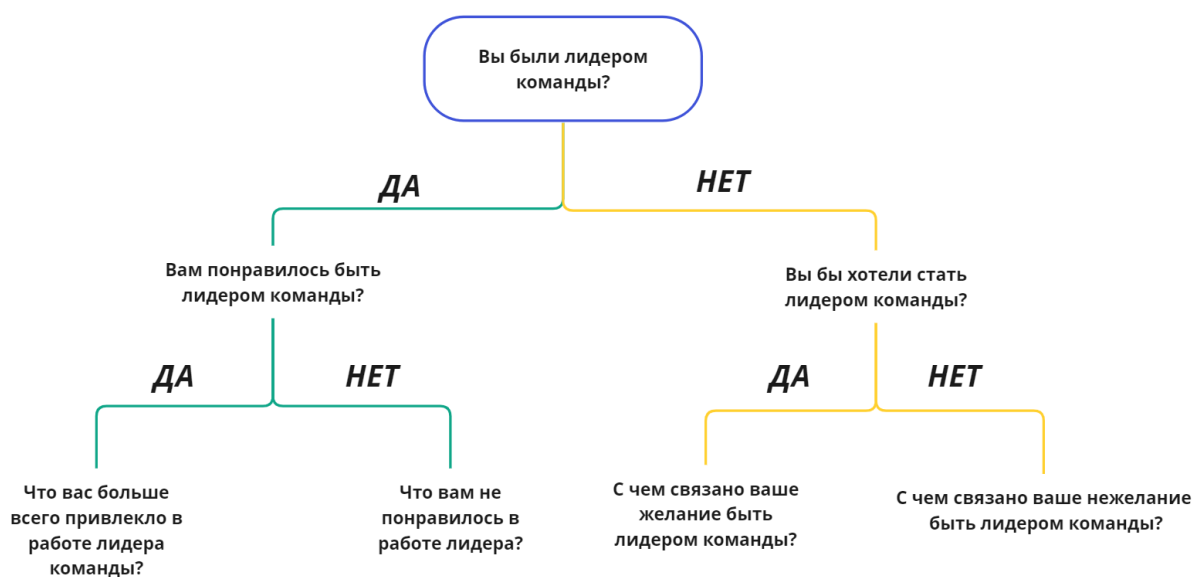 Вы были лидером
команды?
ДА
НЕТ
Вам понравилось быть
лидером команды?
Вы бы хотели стать
лидером команды?
ДА
НЕТ
ДА
НЕТ
Что вас больше
всего привлекло в
работе лидера
команды?
Что вам не
понравилось в
работе лидера?
С чем связано ваше
желание быть
лидером команды?
С чем связано ваше нежелание
быть лидером команды?